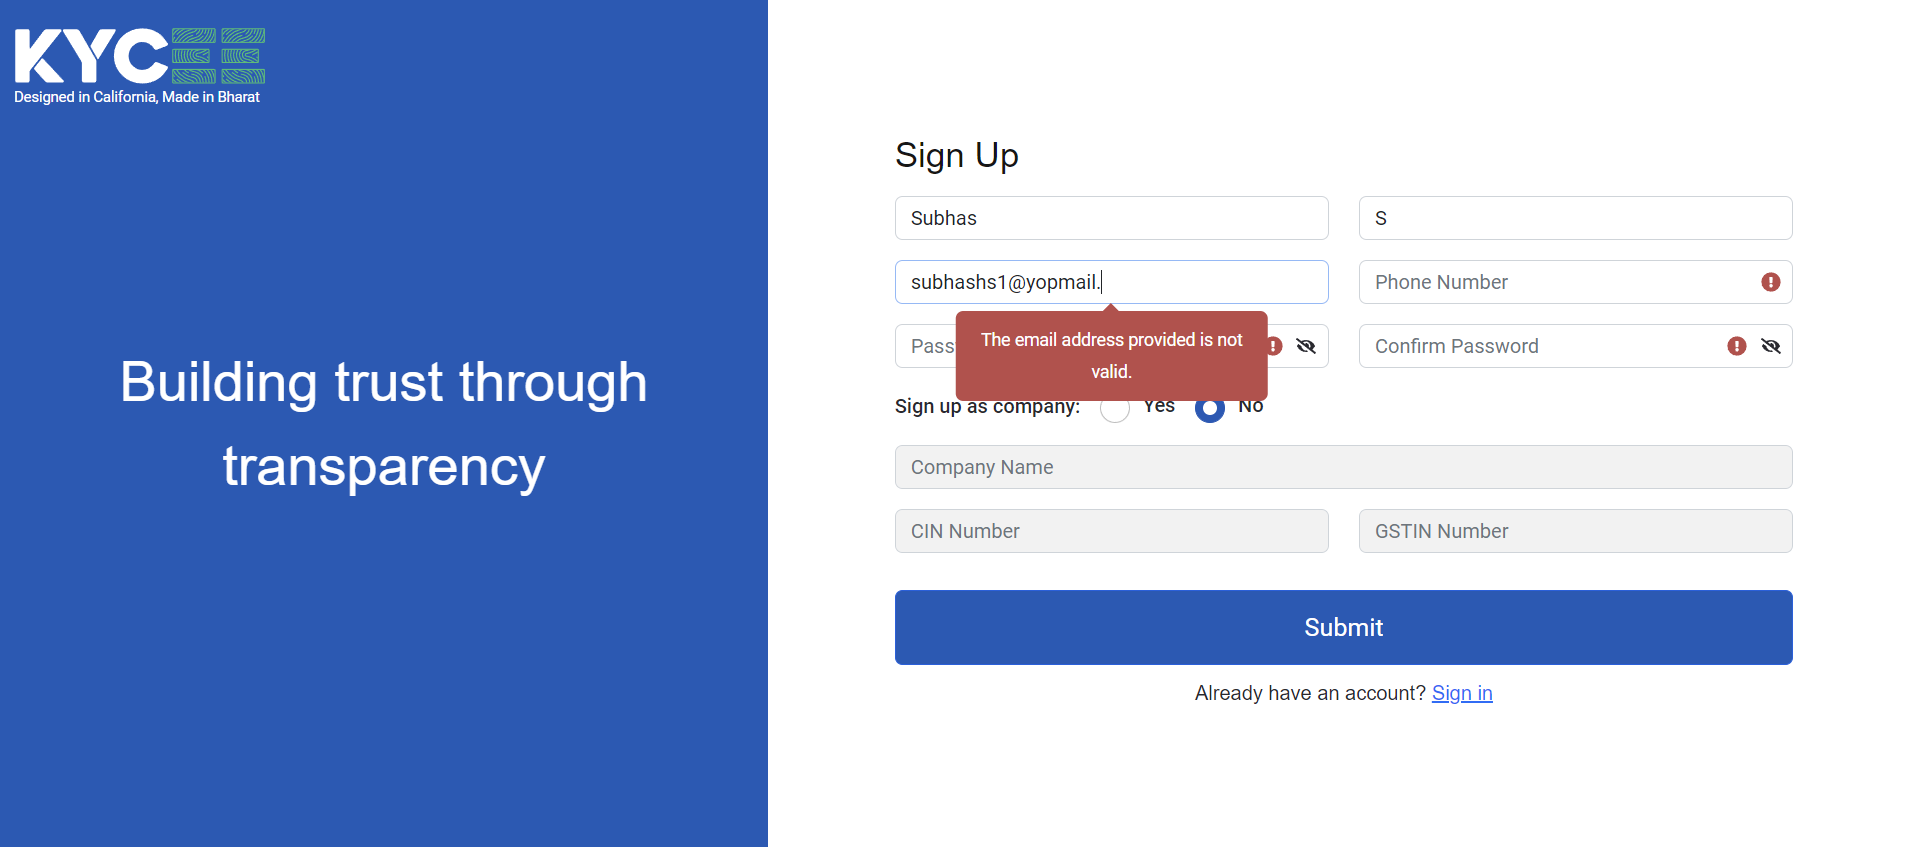 KYCEE
Designed in California, Made in Bharat
Building trust through
transparency
Sign Up
Subhas
S
subhashs1@yopmail.
Phone Number
The email address provided is not
valid.
Pass
Confirm Password
Sign up as company:
Yes
No
Company Name
CIN Number
GSTIN Number
Submit
Already have an account? Sign in